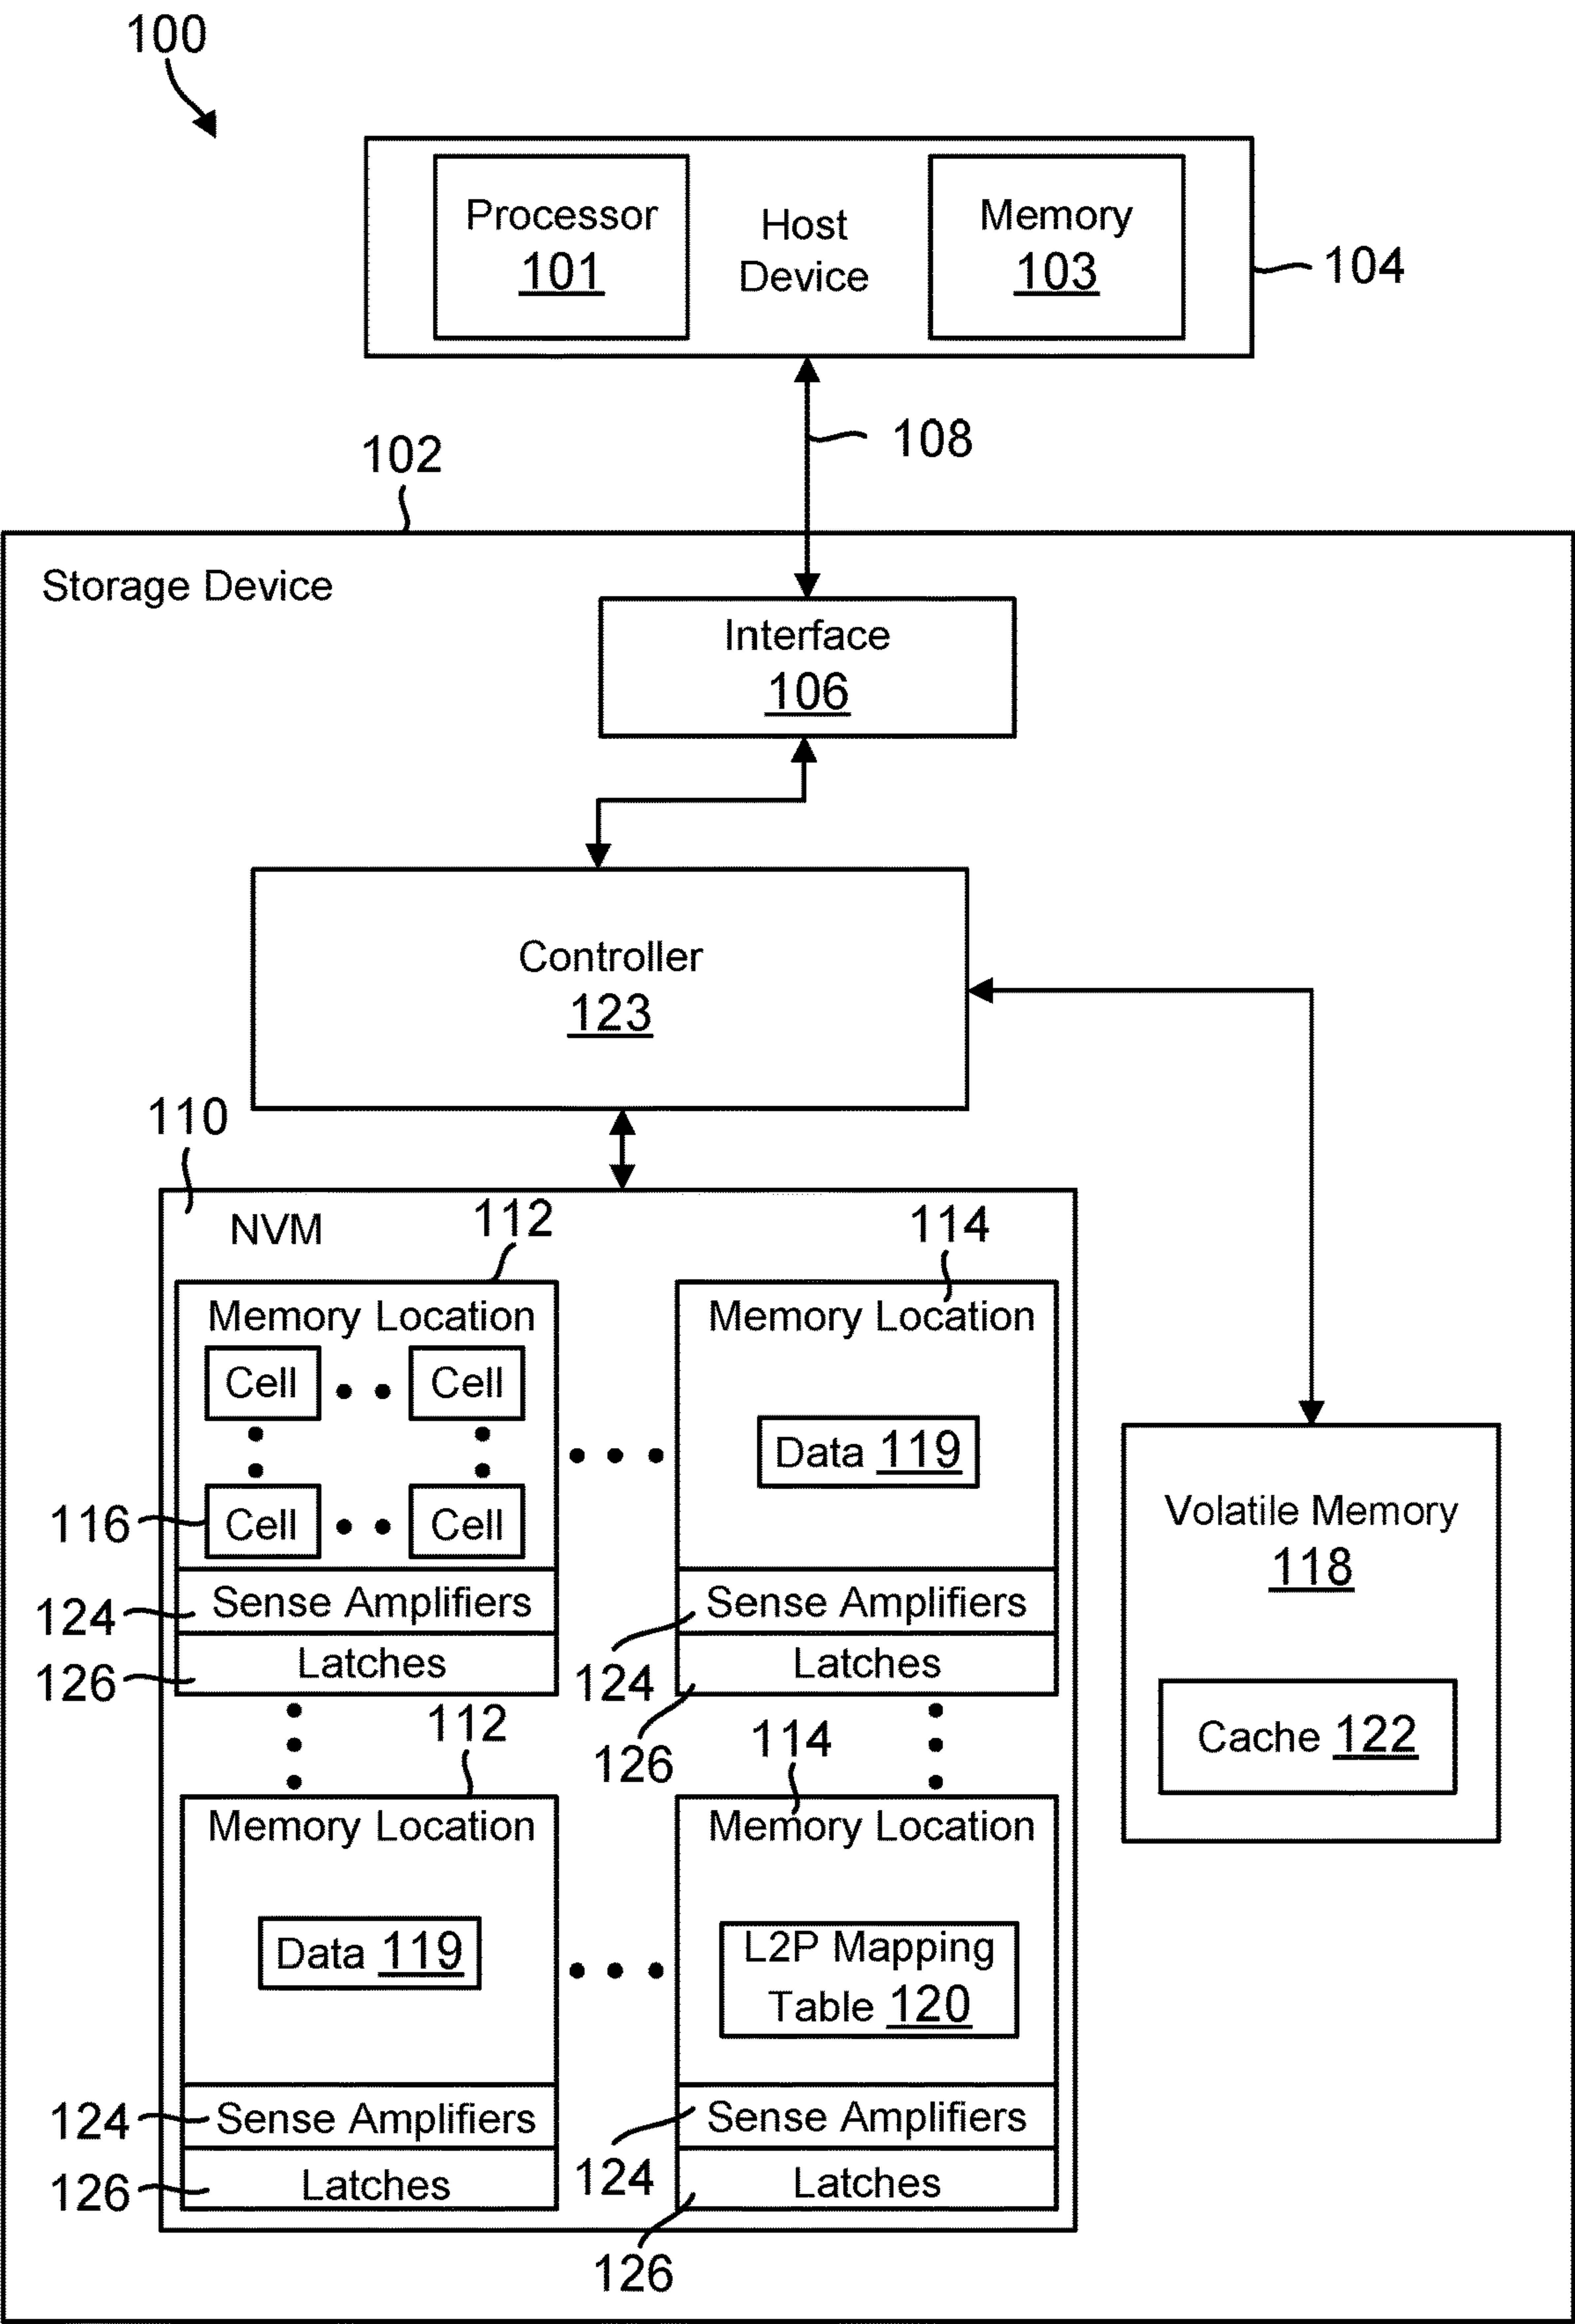 100
Processor
101
Host
Device
Memory
103
104
108
102
Storage Device
Interface
106
Controller
123
110
NVM
112
114
Memory Location
Cell
Cell
116
Cell
Cell
124
Sense Amplifiers
126
Latches
Memory Location
Data 119
Sense Amplifiers
124
Latches
126
Volatile Memory
118
Cache 122
112
Memory Location
Data 119
124
Sense Amplifiers
126
Latches
114
Memory Location
L2P Mapping
Table 120
Sense Amplifiers
124
Latches
126